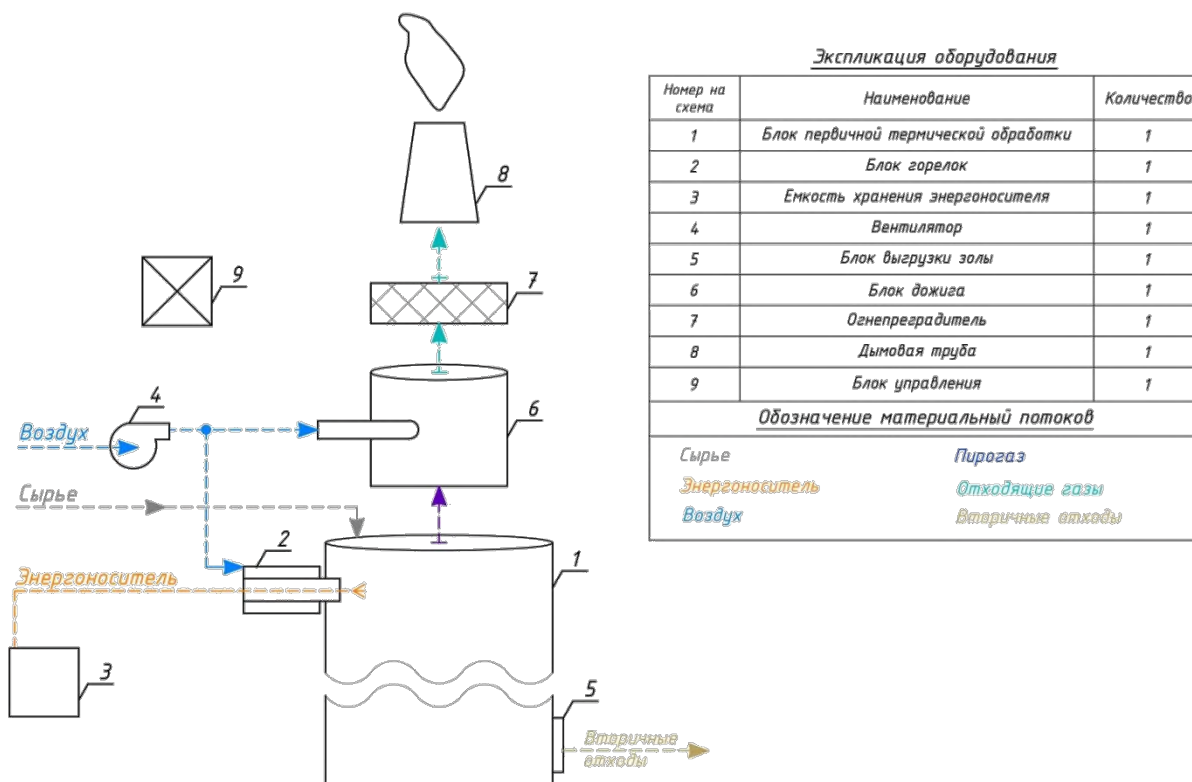 8
9
7
4
Воздух
6
Сырье
2
1
Энергоноситель
3
5
Вторичные
отходы
Экспликация оборудования
Номер на
схема
Наименование
Количество
1 Блок первичной термической обработки 1
2 Блок горелок 1
3 Емкость хранения энергоносителя 1
4 Вентилятор 1
5 Блок выгрузки золы 1
6 Блок дожига 1
7 Огнепреградитель 1
8 Дымовая труба 1
9 Блок управления 1
Обозначение материальный потоков
Сырье Пирогаз
Энергоноситель Отходящие газы
Воздух Вторичные отходы